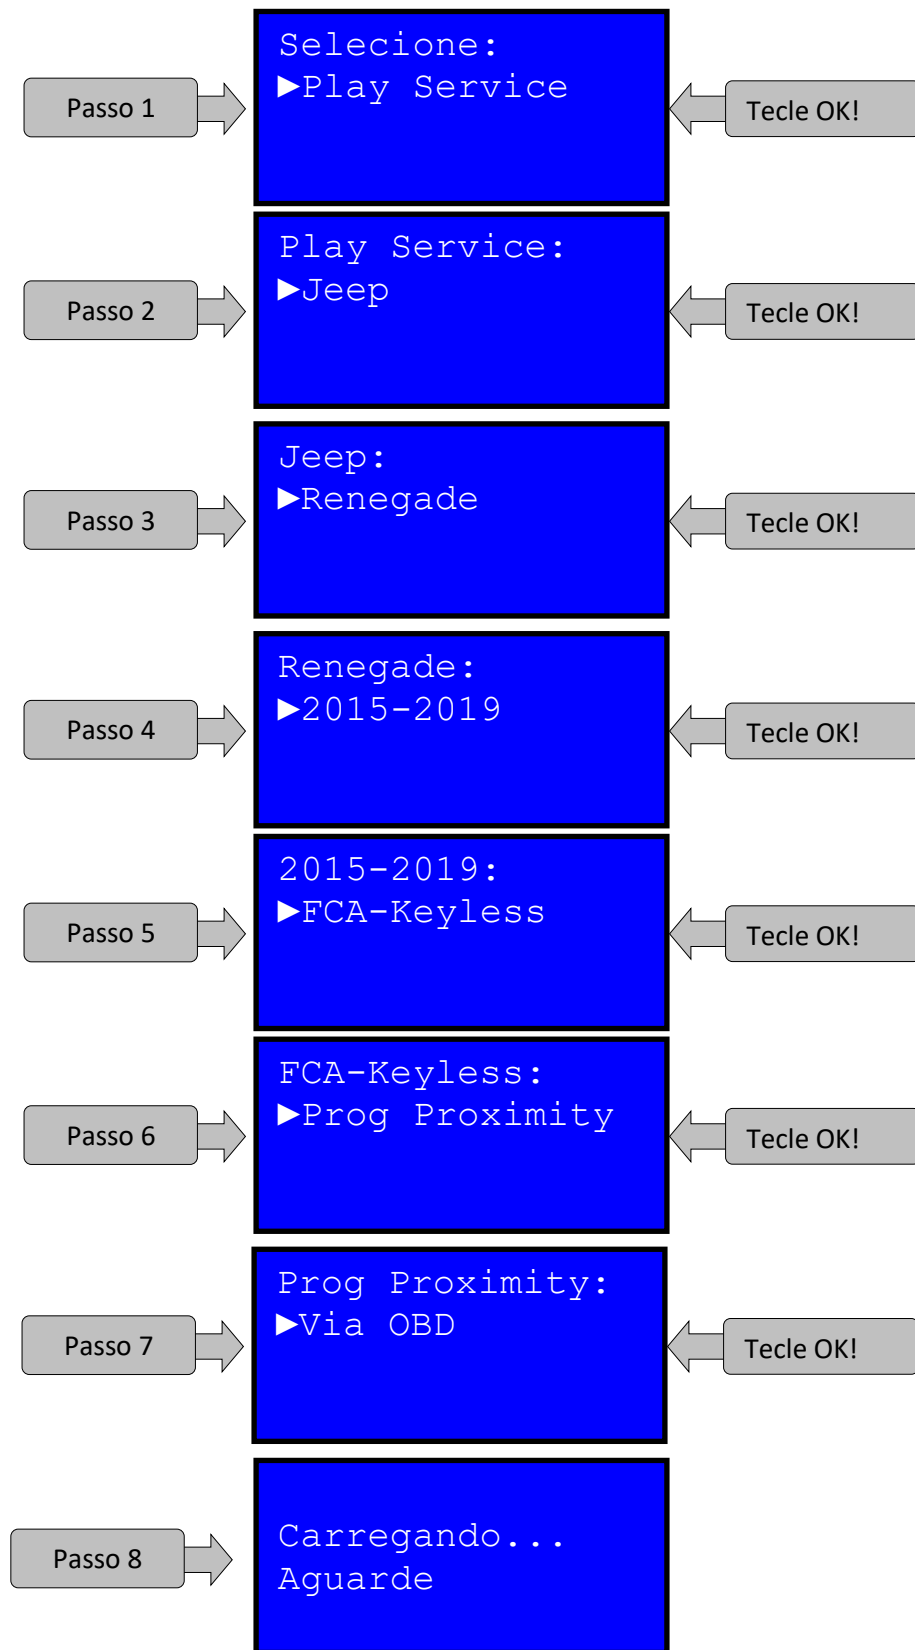 Passo 1
Selecione:
►Play Service
Tecle OK!
Passo 2
Play Service:
►Jeep
Tecle OK!
Passo 3
Jeep:
►Renegade
Tecle OK!
Passo 4
Renegade:
►2015-2019
Tecle OK!
Passo 5
2015-2019:
►FCA-Keyless
Tecle OK!
Passo 6
FCA-Keyless:
►Prog Proximity
Tecle OK!
Passo 7
Prog Proximity:
►Via OBD
Tecle OK!
Passo 8
Carregando...
Aguarde